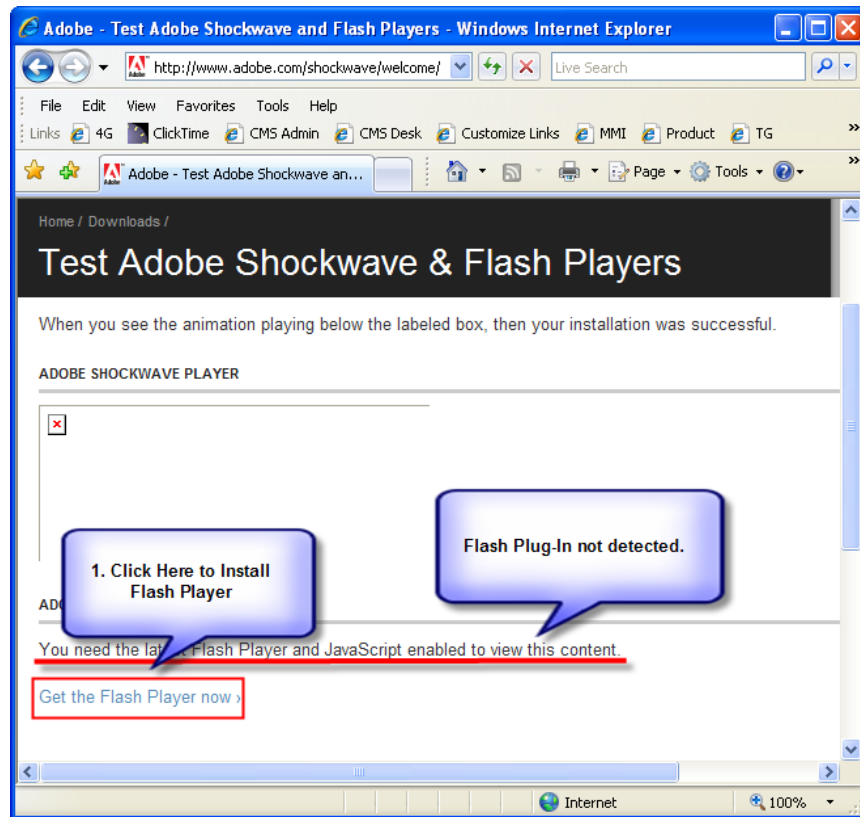 Adobe - Test Adobe Shockwave and Flash Players - Windows Internet Explorer
http://www.adobe.com/shockwave/welcome/ Live Search
File Edit View Favorites Tools Help
Links 4G ClickTime CMS Admin CMS Desk Customize Links MMI Product TG »
Adobe - Test Adobe Shockwave an... Page Tools »
Home / Downloads /
Test Adobe Shockwave & Flash Players
When you see the animation playing below the labeled box, then your installation was successful.
ADOBE SHOCKWAVE PLAYER
Flash Plug-In not detected.
1. Click Here to Install
Flash Player
You need the Flash Player and JavaScript enabled to view this content.
Get the Flash Player now ›
Internet 100%